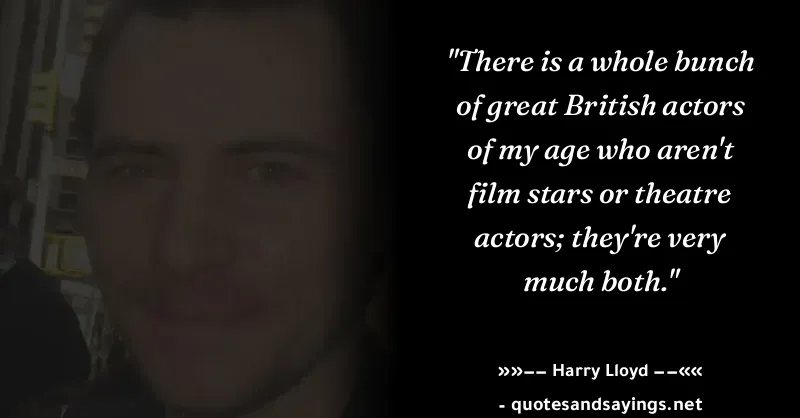 "There is a whole bunch
of great British actors
of my age who aren't
film stars or theatre
actors; they're very
much both."
»»–– Harry Lloyd ––««
- quotesandsayings.net